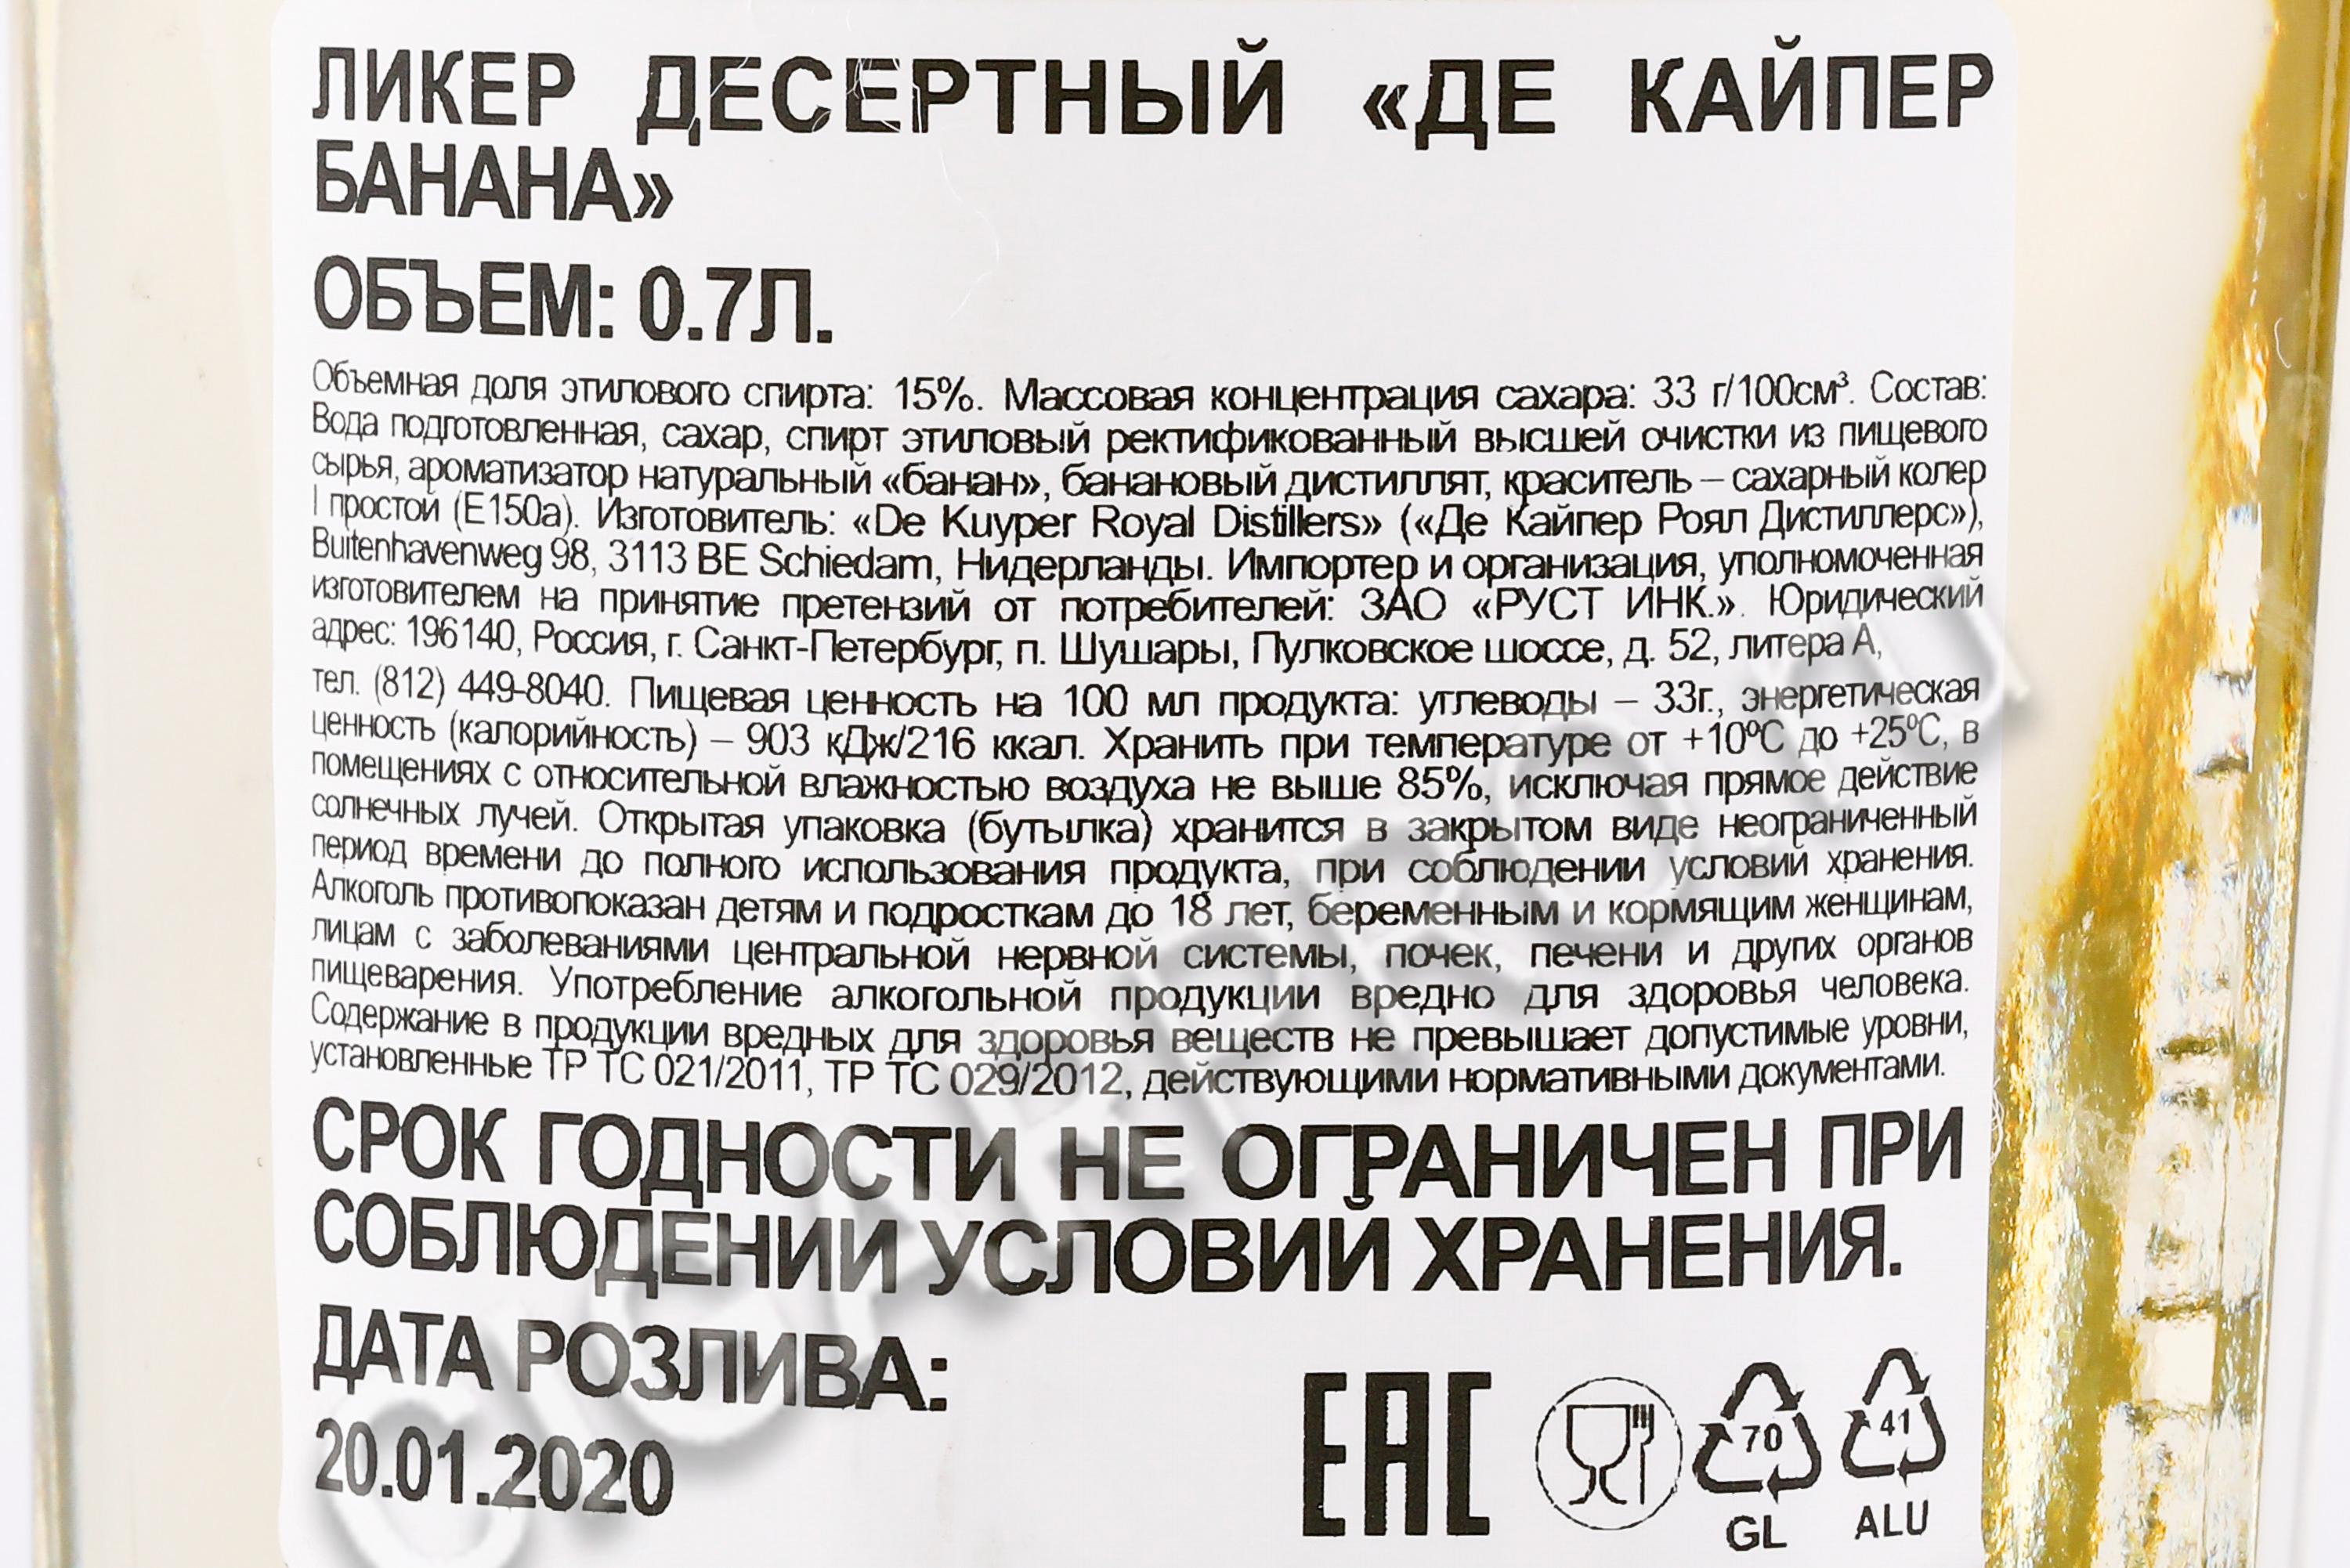 ЛИКЕР ДЕСЕРТНЫЙ «ДЕ КАЙПЕР
БАНАНА»
ОБЪЕМ: 0.7Л.
Объемная доля этилового спирта: 15%. Массовая концентрация сахара: 33 г/100см³. Состав:
Вода подготовленная, сахар, спирт этиловый ректификованный высшей очистки из пищевого
сырья, ароматизатор натуральный «банан», банановый дистиллят, краситель – сахарный колер
I простой (Е150а). Изготовитель: «De Kuyper Royal Distillers» («Де Кайпер Роял Дистиллерс»),
Buitenhavenweg 98, 3113 BE Schiedam, Нидерланды. Импортер и организация, уполномоченная
изготовителем на принятие претензий от потребителей: ЗАО «РУСТ ИНК.». Юридический
адрес: 196140, Россия, г. Санкт-Петербург, п. Шушары, Пулковское шоссе, д. 52, литера А,
тел. (812) 449-8040. Пищевая ценность на 100 мл продукта: углеводы – 33г., энергетическая
ценность (калорийность) – 903 кДж/216 ккал. Хранить при температуре от +10ºС до +25ºС, в
помещениях с относительной влажностью воздуха не выше 85%, исключая прямое действие
солнечных лучей. Открытая упаковка (бутылка) хранится в закрытом виде неограниченный
период времени до полного использования продукта, при соблюдении условий хранения.
Алкоголь противопоказан детям и подросткам до 18 лет, беременным и кормящим женщинам,
лицам с заболеваниями центральной нервной системы, почек, печени и других органов
пищеварения. Употребление алкогольной продукции вредно для здоровья человека.
Содержание в продукции вредных для здоровья веществ не превышает допустимые уровни,
установленные ТР ТС 021/2011, ТР ТС 029/2012, действующими нормативными документами.
СРОК ГОДНОСТИ НЕ ОГРАНИЧЕН ПРИ
СОБЛЮДЕНИИ УСЛОВИЙ ХРАНЕНИЯ.
ДАТА РОЗЛИВА:
20.01.2020
EAC
70
GL
41
ALU
CIGARPRO.ru